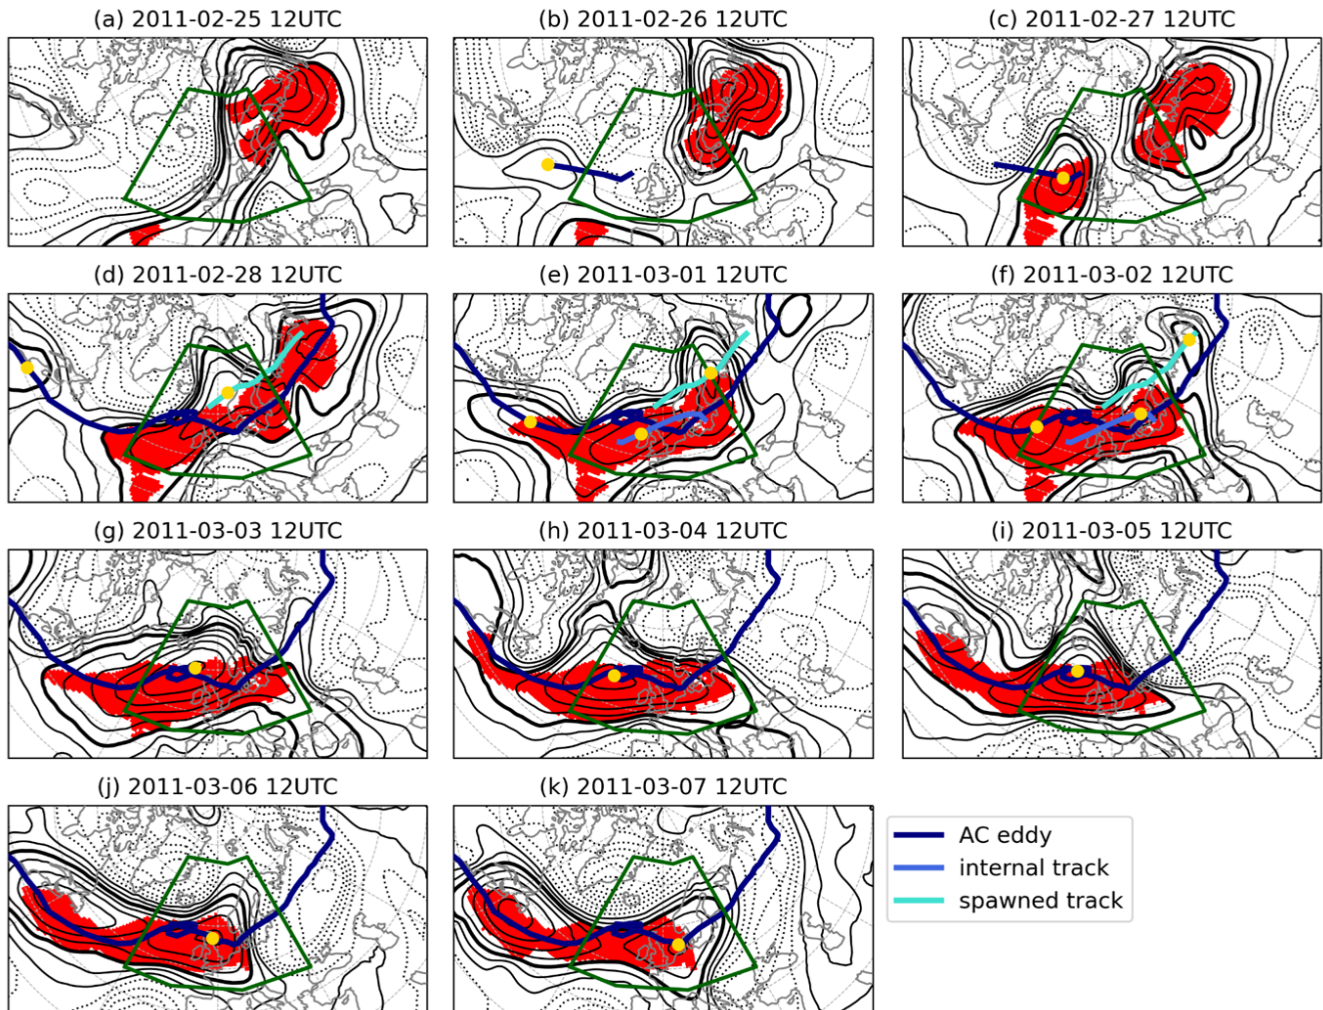 (a) 2011-02-25 12UTC
(b) 2011-02-26 12UTC
(c) 2011-02-27 12UTC
(d) 2011-02-28 12UTC
(e) 2011-03-01 12UTC
(f) 2011-03-02 12UTC
(g) 2011-03-03 12UTC
(h) 2011-03-04 12UTC
(i) 2011-03-05 12UTC
(j) 2011-03-06 12UTC
(k) 2011-03-07 12UTC
AC eddy
internal track
spawned track